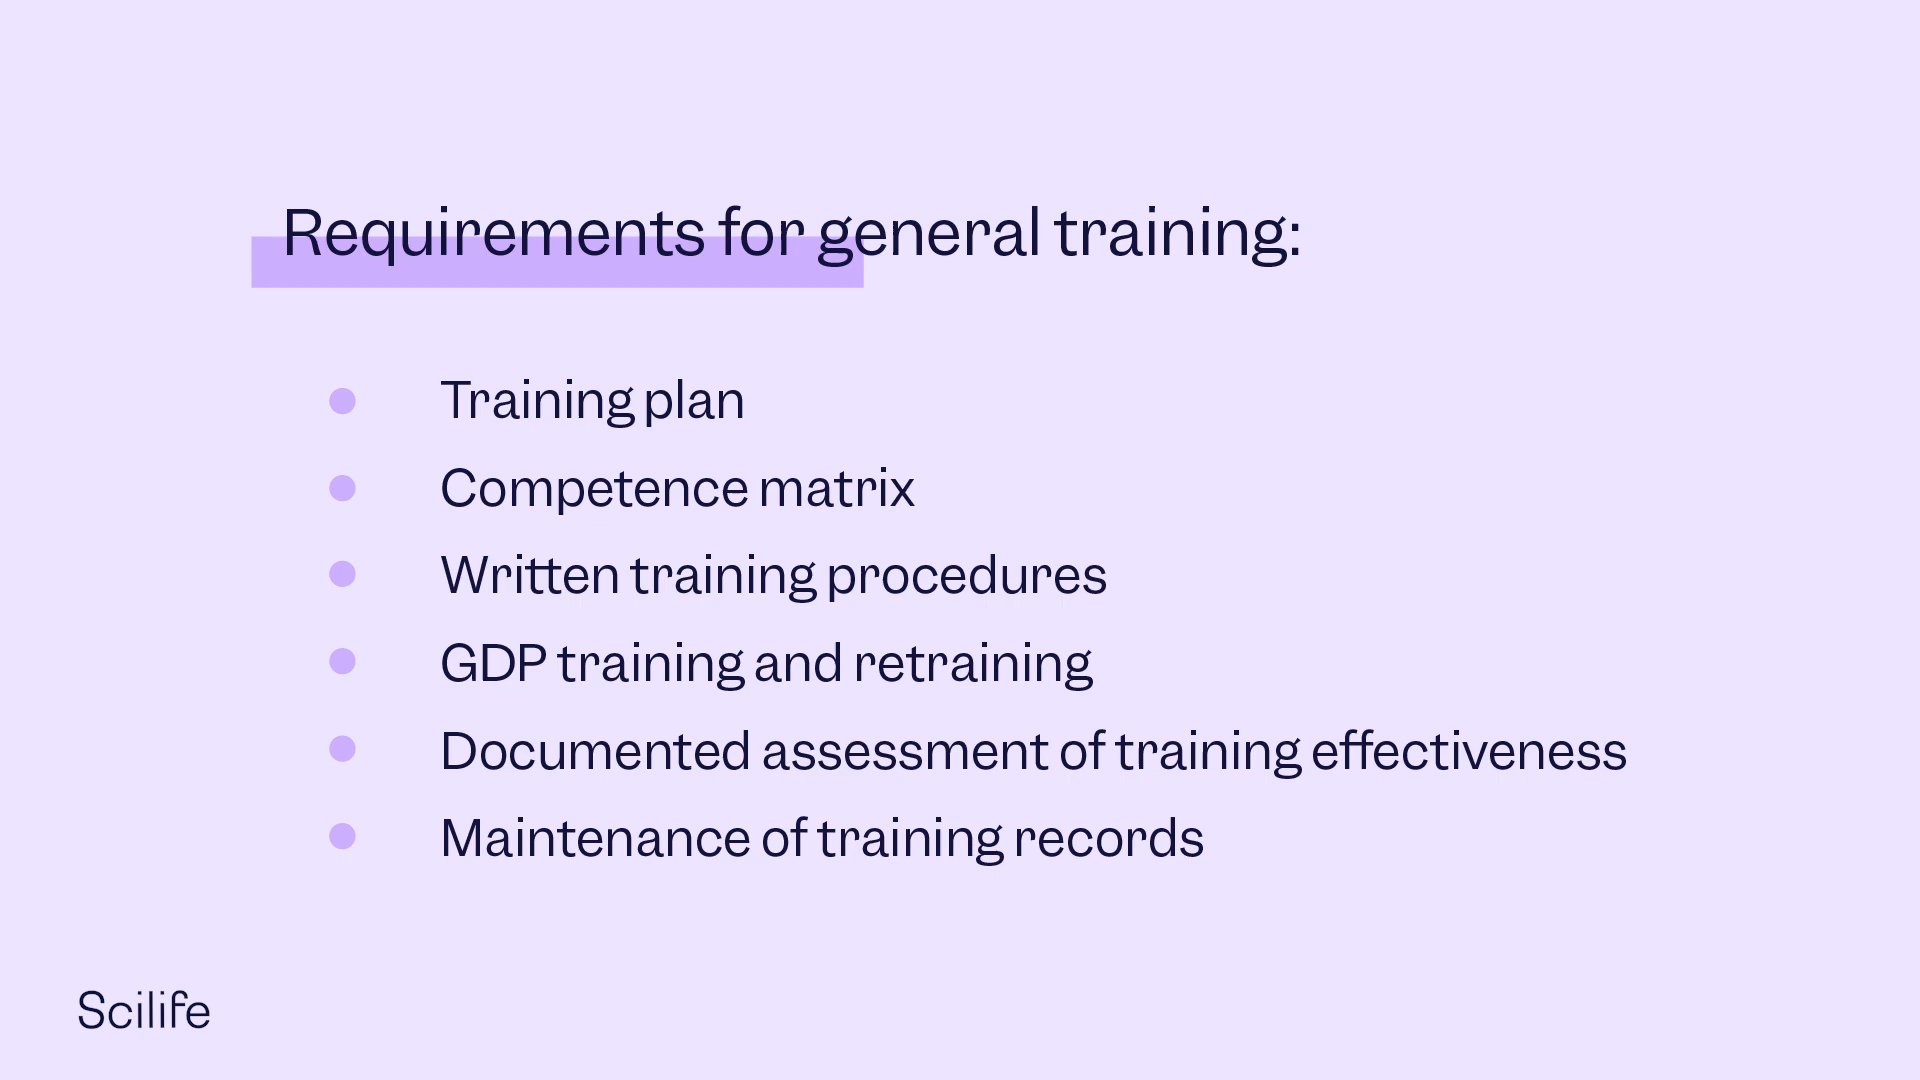 Requirements for general training:
Training plan
Competence matrix
Written training procedures
GDP training and retraining
Documented assessment of training effectiveness
Maintenance of training records
Scilife